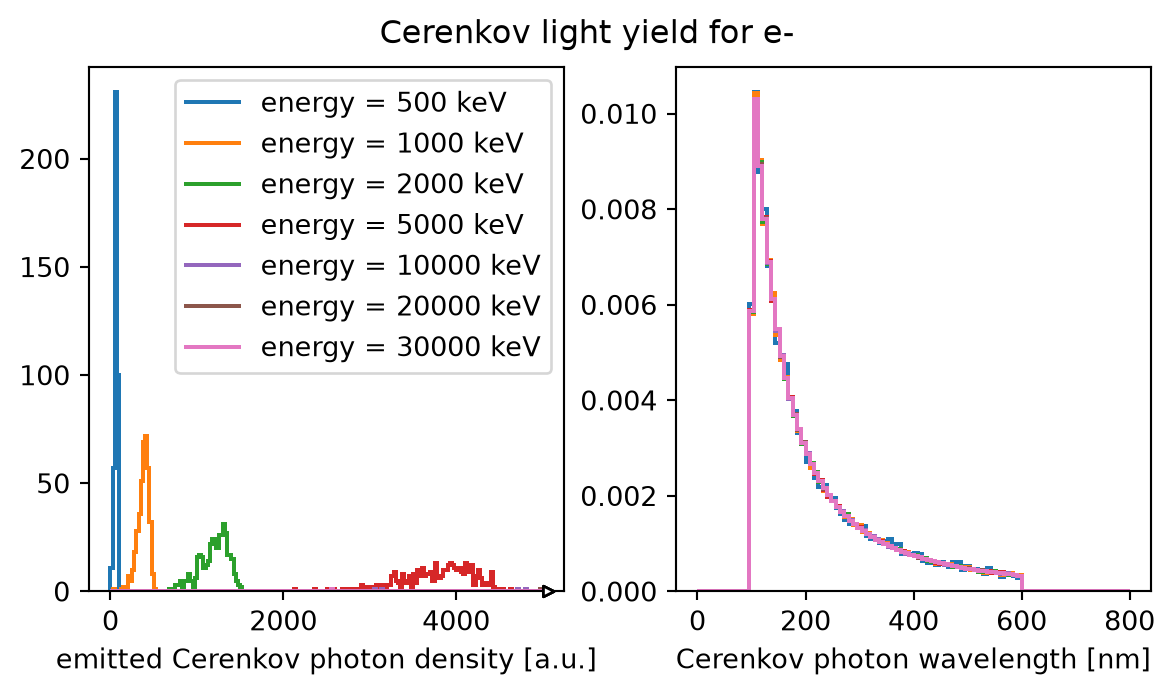 Cerenkov light yield for e-
energy = 500 keV
energy = 1000 keV
energy = 2000 keV
energy = 5000 keV
energy = 10000 keV
energy = 20000 keV
energy = 30000 keV
200
150
100
50
0
0 2000 4000
emitted Cerenkov photon density [a.u.]
0.010
0.008
0.006
0.004
0.002
0.000
0 200 400 600 800
Cerenkov photon wavelength [nm]